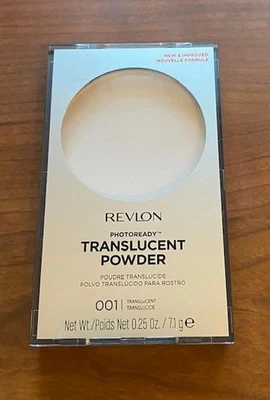 NEW & IMPROVED
NOUVELLE FORMULE
REVLON
PHOTOREADY™
TRANSLUCENT
POWDER
POUDRE TRANSLUCIDE
POLVO TRANSLÚCIDO PARA ROSTRO
001 TRANSLUCENT
TRANSLUCIDE
Net Wt./Poids Net 0.25 Oz./ 7.1 g e